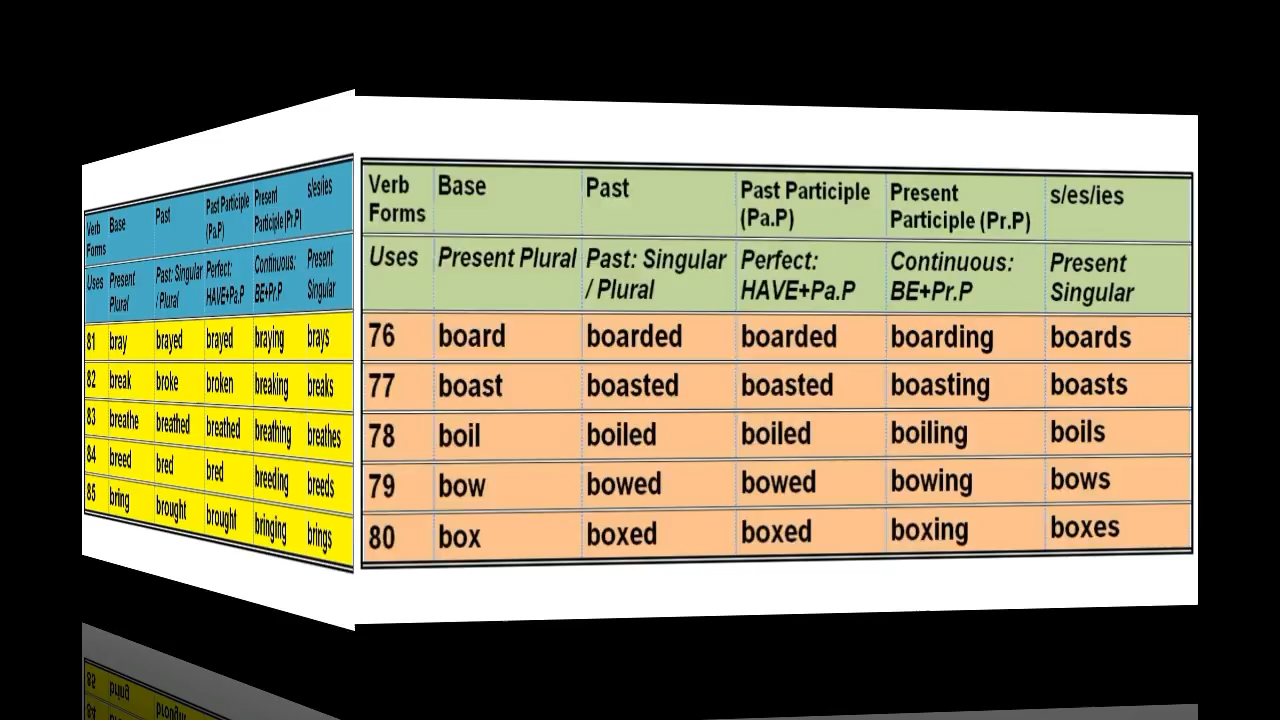 Verb Forms Base Past Past Participle (Pa.P) Present Participle (Pr.P) s/es/ies
Uses Present Plural Past: Singular / Plural Perfect: HAVE+Pa.P Continuous: BE+Pr.P Present Singular
81 bray brayed brayed braying brays
82 break broke broken breaking breaks
83 breathe breathed breathed breathing breathes
84 breed bred bred breeding breeds
85 bring brought brought bringing brings
Verb Forms Base Past Past Participle (Pa.P) Present Participle (Pr.P) s/es/ies
Uses Present Plural Past: Singular / Plural Perfect: HAVE+Pa.P Continuous: BE+Pr.P Present Singular
76 board boarded boarded boarding boards
77 boast boasted boasted boasting boasts
78 boil boiled boiled boiling boils
79 bow bowed bowed bowing bows
80 box boxed boxed boxing boxes